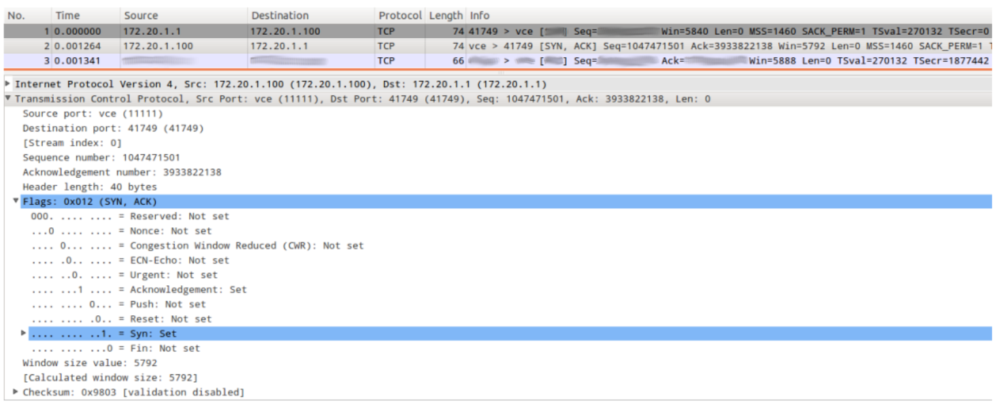 No. Time Source Destination Protocol Length Info
1 0.000000 172.20.1.1 172.20.1.100 TCP 74 41749 > vce [ ] Seq= Win=5840 Len=0 MSS=1460 SACK_PERM=1 TSval=270132 TSecr=0
2 0.001264 172.20.1.100 172.20.1.1 TCP 74 vce > 41749 [SYN, ACK] Seq=1047471501 Ack=3933822138 Win=5792 Len=0 MSS=1460 SACK_PERM=1
3 0.001341 TCP 66 > [ ] Seq= Ack= Win=5888 Len=0 TSval=270132 TSecr=1877442
Internet Protocol Version 4, Src: 172.20.1.100 (172.20.1.100), Dst: 172.20.1.1 (172.20.1.1)
Transmission Control Protocol, Src Port: vce (11111), Dst Port: 41749 (41749), Seq: 1047471501, Ack: 3933822138, Len: 0
Source port: vce (11111)
Destination port: 41749 (41749)
[Stream index: 0]
Sequence number: 1047471501
Acknowledgement number: 3933822138
Header length: 40 bytes
Flags: 0x012 (SYN, ACK)
000. .... .... = Reserved: Not set
...0 .... .... = Nonce: Not set
.... 0... .... = Congestion Window Reduced (CWR): Not set
.... .0.. .... = ECN-Echo: Not set
.... ..0. .... = Urgent: Not set
.... ...1 .... = Acknowledgement: Set
.... .... 0... = Push: Not set
.... .... .0.. = Reset: Not set
.... .... ..1. = Syn: Set
.... .... ...0 = Fin: Not set
Window size value: 5792
[Calculated window size: 5792]
Checksum: 0x9803 [validation disabled]